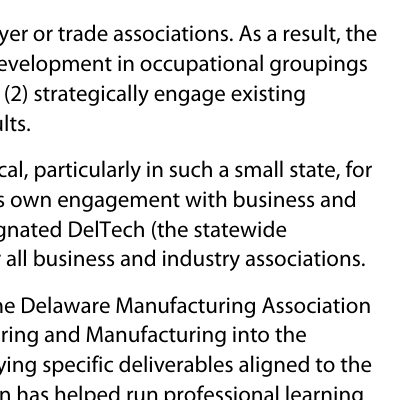 yer or trade associations. As a result, the
evelopment in occupational groupings
(2) strategically engage existing
ults.
cal, particularly in such a small state, for
s own engagement with business and
gnated DelTech (the statewide
all business and industry associations.
he Delaware Manufacturing Association
ring and Manufacturing into the
ying specific deliverables aligned to the
n has helped run professional learning